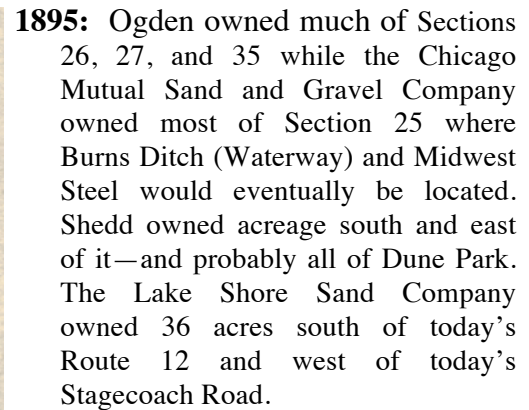 1895: Ogden owned much of Sections
26, 27, and 35 while the Chicago
Mutual Sand and Gravel Company
owned most of Section 25 where
Burns Ditch (Waterway) and Midwest
Steel would eventually be located.
Shedd owned acreage south and east
of it—and probably all of Dune Park.
The Lake Shore Sand Company
owned 36 acres south of today’s
Route 12 and west of today’s
Stagecoach Road.